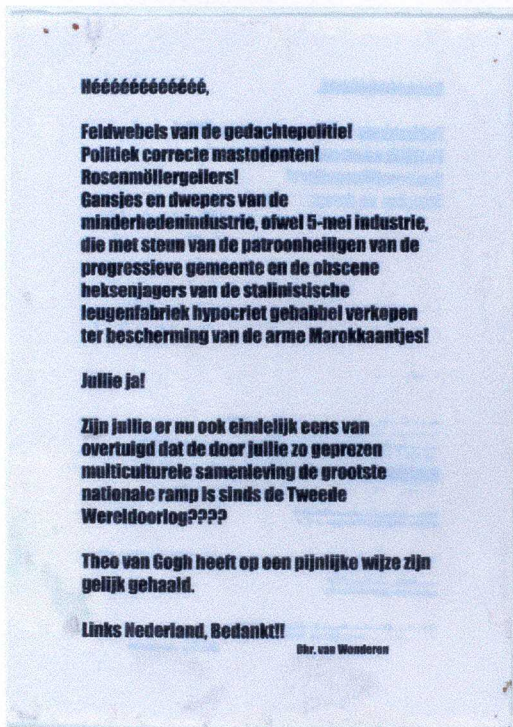 Hééééééééééééé,
Feldwebels van de gedachtepolitie!
Politiek correcte mastodonten!
Rosenmöllergeilers!
Gansjes en dwepers van de
minderhedenindustrie, ofwel 5-mei industrie,
die met steun van de patroonheiligen van de
progressieve gemeente en de obscene
heksenjagers van de stalinistische
leugenfabriek hypocriet gebabbel verkopen
ter bescherming van de arme Marokkaantjes!
Jullie ja!
Zijn jullie er nu ook eindelijk eens van
overtuigd dat de door jullie zo geprezen
multiculturele samenleving de grootste
nationale ramp is sinds de Tweede
Wereldoorlog????
Theo van Gogh heeft op een pijnlijke wijze zijn
gelijk gehaald.
Links Nederland, Bedankt!!
Dhr. van Wonderen